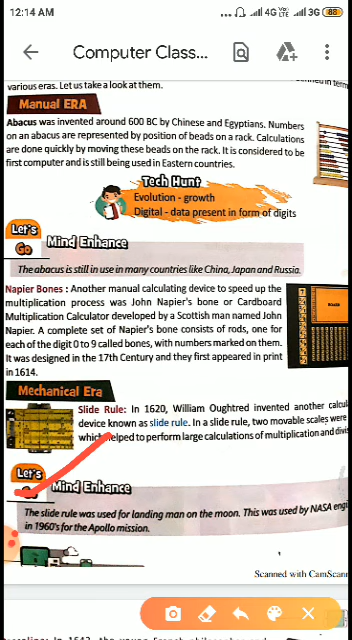 12:14 AM ... 4G Vo LTE 3G 88
Computer Class...
various eras. Let us take a look at them.
in term
Manual ERA
Abacus was invented around 600 BC by Chinese and Egyptians. Numbers
on an abacus are represented by position of beads on a rack. Calculations
are done quickly by moving these beads on the rack. It is considered to be
first computer and is still being used in Eastern countries.
Tech Hunt
Evolution - growth
Digital - data present in form of digits
Let's
Go Mind Enhance
The abacus is still in use in many countries like China, Japan and Russia.
Napier Bones : Another manual calculating device to speed up the
multiplication process was John Napier's bone or Cardboard
Multiplication Calculator developed by a Scottish man named John
Napier. A complete set of Napier's bone consists of rods, one for
each of the digit 0 to 9 called bones, with numbers marked on them.
It was designed in the 17th Century and they first appeared in print
in 1614.
Mechanical Era
Slide Rule: In 1620, William Oughtred invented another calcul
device known as slide rule. In a slide rule, two movable scales were
which helped to perform large calculations of multiplication and divis
Let's
Mind Enhance
The slide rule was used for landing man on the moon. This was used by NASA engi
in 1960's for the Apollo mission.
Scanned with CamScann